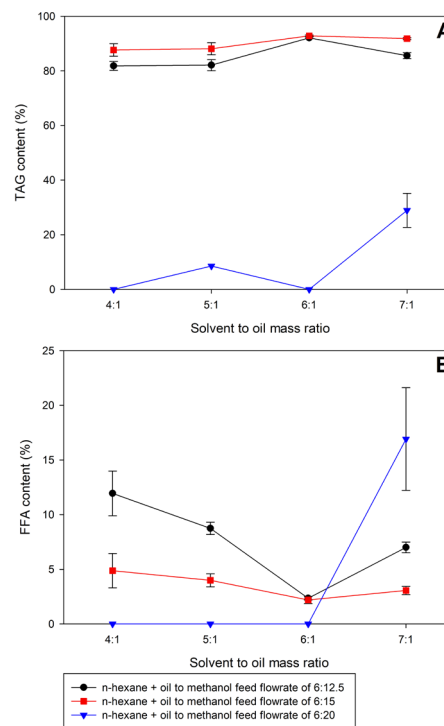 A
100
80
60
40
20
0
TAG content (%)
4:1 5:1 6:1 7:1
Solvent to oil mass ratio
B
25
20
15
10
5
0
FFA content (%)
4:1 5:1 6:1 7:1
Solvent to oil mass ratio
n-hexane + oil to methanol feed flowrate of 6:12.5
n-hexane + oil to methanol feed flowrate of 6:15
n-hexane + oil to methanol feed flowrate of 6:20